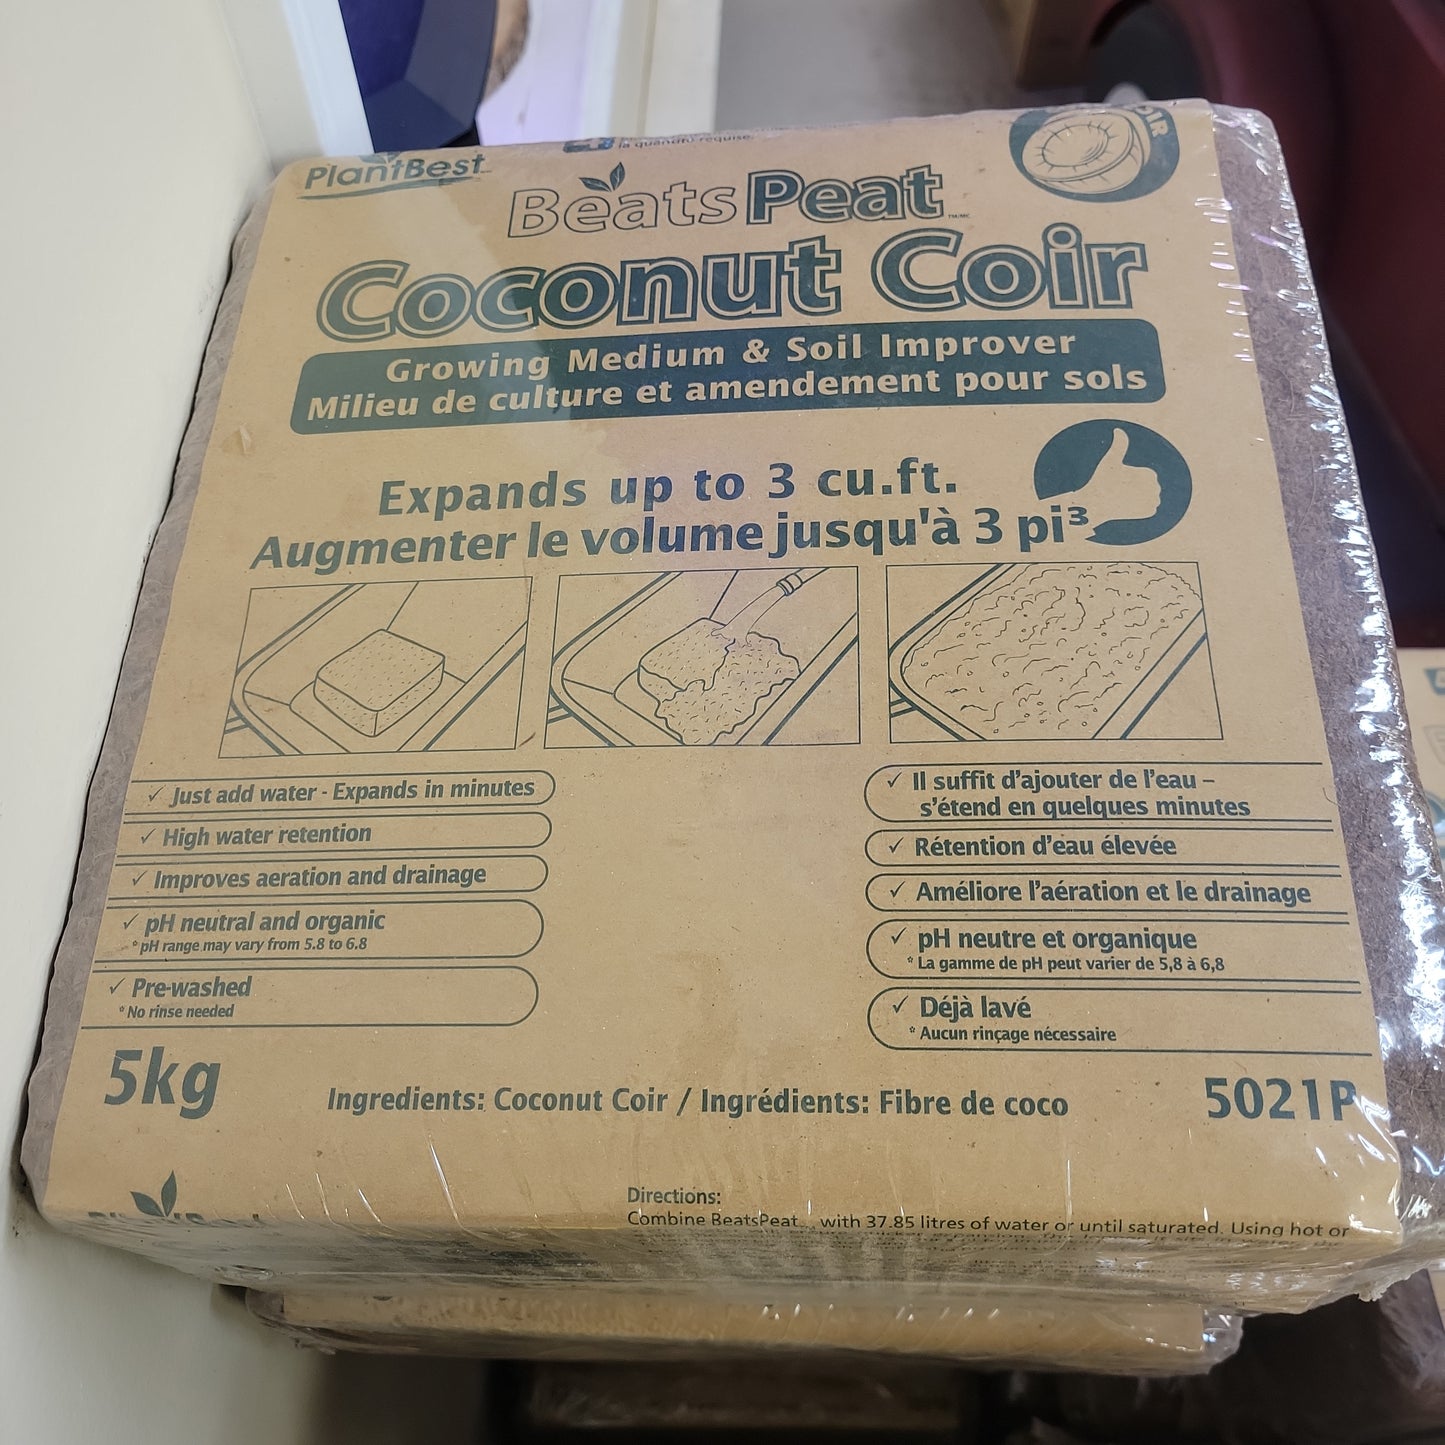 la quantité requise.
PlantBest
BeatsPeat TM/MC
Coconut Coir
Growing Medium & Soil Improver
Milieu de culture et amendement pour sols
Expands up to 3 cu.ft.
Augmenter le volume jusqu'à 3 pi³
✓ Just add water - Expands in minutes
✓ High water retention
✓ Improves aeration and drainage
✓ pH neutral and organic
* pH range may vary from 5.8 to 6.8
✓ Pre-washed
* No rinse needed
✓ Il suffit d'ajouter de l'eau –
s'étend en quelques minutes
✓ Rétention d'eau élevée
✓ Améliore l'aération et le drainage
✓ pH neutre et organique
* La gamme de pH peut varier de 5,8 à 6,8
✓ Déjà lavé
* Aucun rinçage nécessaire
5kg
Ingredients: Coconut Coir / Ingrédients: Fibre de coco
5021P
Directions:
Combine BeatsPeat with 37.85 litres of water or until saturated. Using hot or